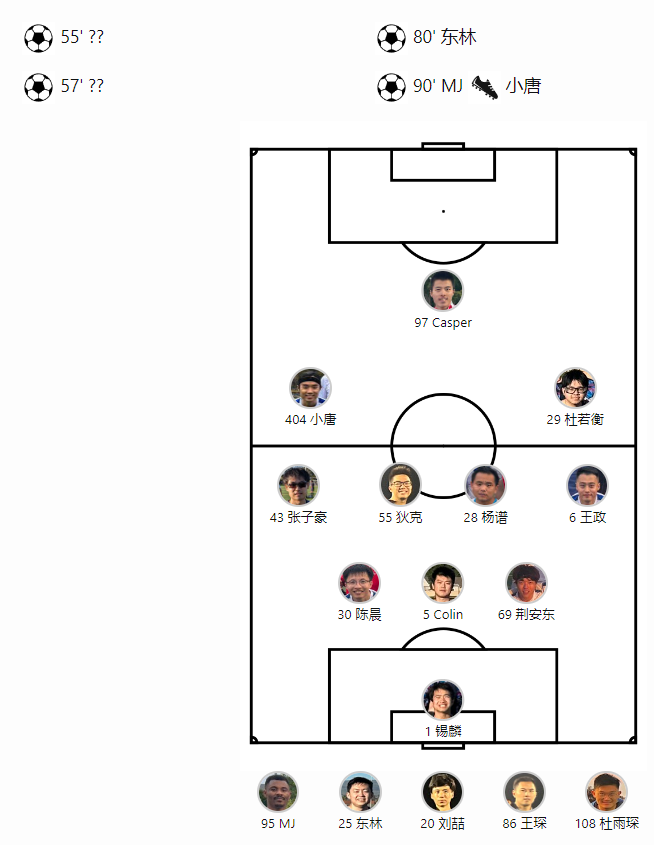 55' ??
80' 东林
57' ??
90' MJ 小唐
97 Casper
404 小唐
29 杜若衡
43 张子豪
55 狄克
28 杨谱
6 王政
30 陈晨
5 Colin
69 荆安东
1 锡麟
95 MJ
25 东林
20 刘喆
86 王琛
108 杜雨琛